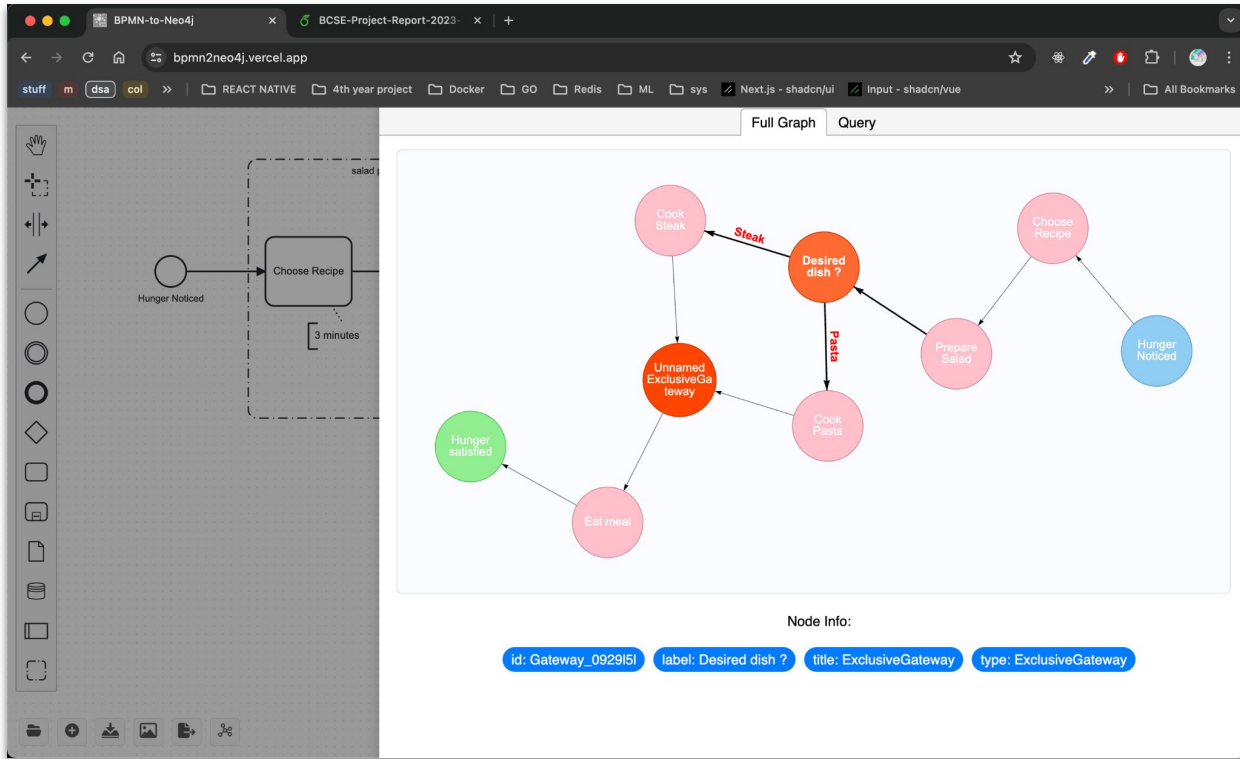 BPMN-to-Neo4j
BCSE-Project-Report-2023-
bpmn2neo4j.vercel.app
stuff m dsa col » REACT NATIVE 4th year project Docker GO Redis ML sys Next.js - shadcn/ui Input - shadcn/vue » All Bookmarks
Full Graph Query
salad p
Choose Recipe
Hunger Noticed
3 minutes
Cook
Steak
Steak
Desired
dish ?
Choose
Recipe
Pasta
Prepare
Salad
Hunger
Noticed
Unnamed
ExclusiveGa
teway
Cook
Pasta
Hunger
satisfied
Eat meal
Node Info:
id: Gateway_0929l5l label: Desired dish ? title: ExclusiveGateway type: ExclusiveGateway